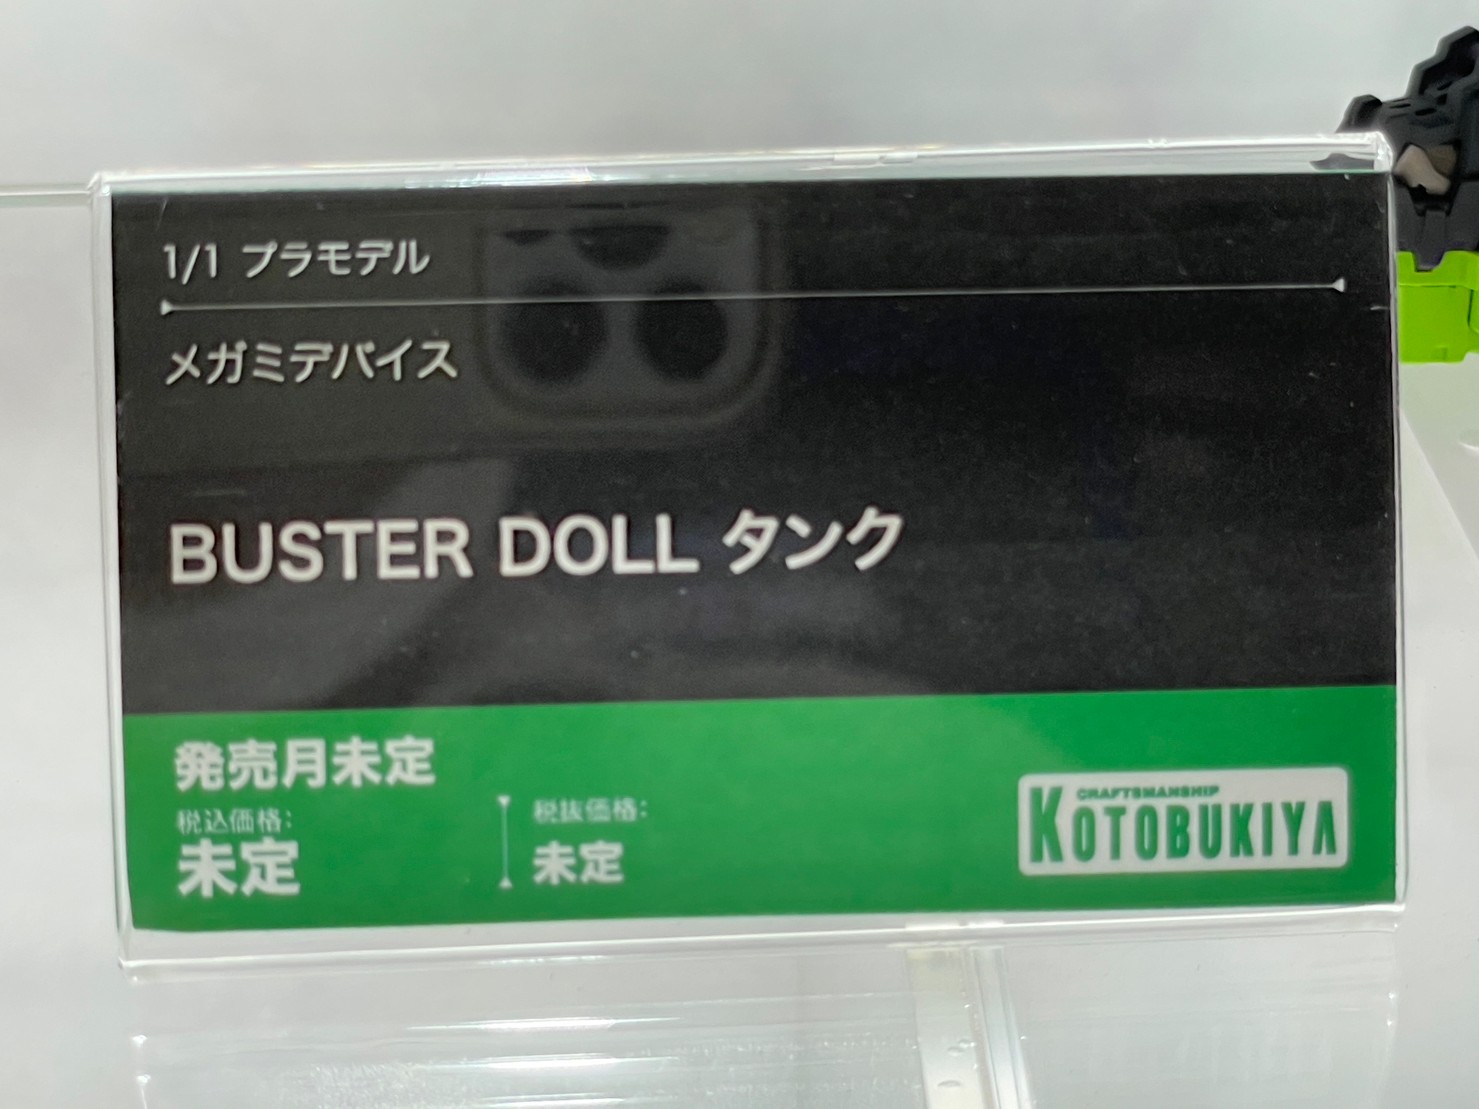 1/1 プラモデル
メガミデバイス
BUSTER DOLL タンク
発売月未定
税込価格:
未定
税抜価格:
未定
CRAFTSMANSHIP
KOTOBUKIYA